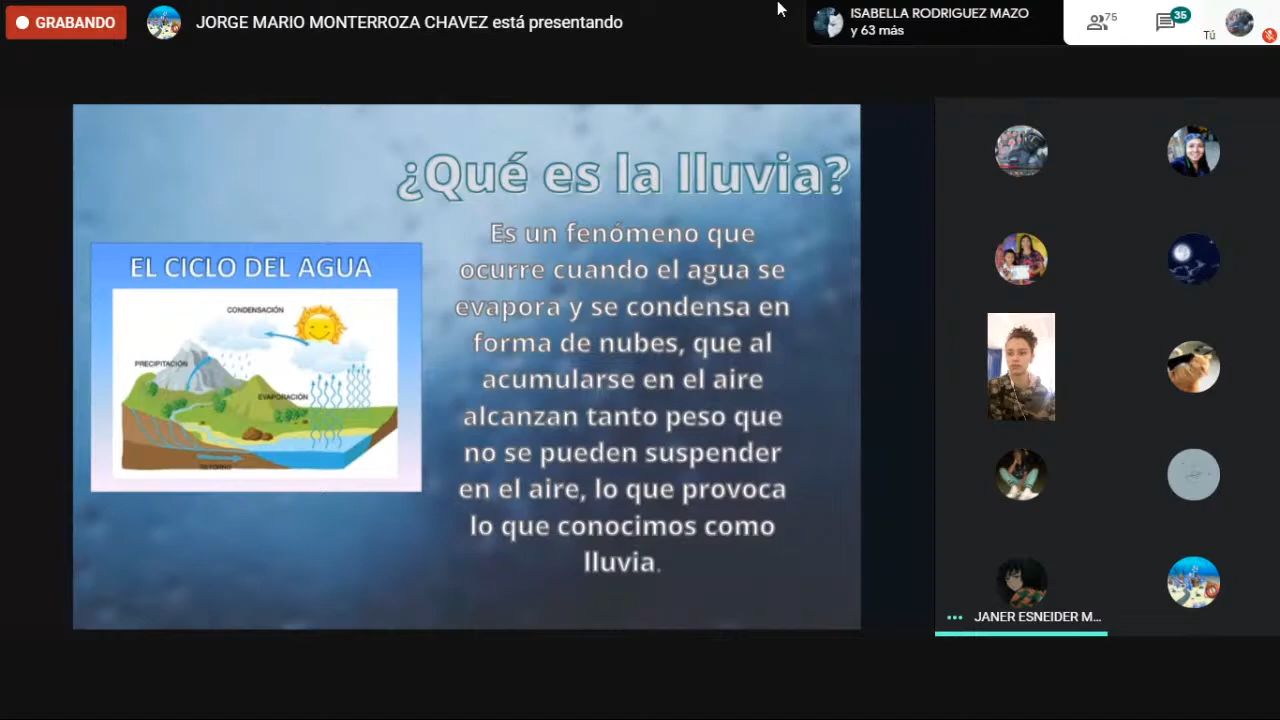 GRABANDO
JORGE MARIO MONTERROZA CHAVEZ está presentando
ISABELLA RODRIGUEZ MAZO
y 63 más
75
35
Tú
¿Qué es la lluvia?
Es un fenómeno que
ocurre cuando el agua se
evapora y se condensa en
forma de nubes, que al
acumularse en el aire
alcanzan tanto peso que
no se pueden suspender
en el aire, lo que provoca
lo que conocimos como
lluvia.
EL CICLO DEL AGUA
CONDENSACIÓN
PRECIPITACIÓN
EVAPORACIÓN
RETORNO
JANER ESNEIDER M...